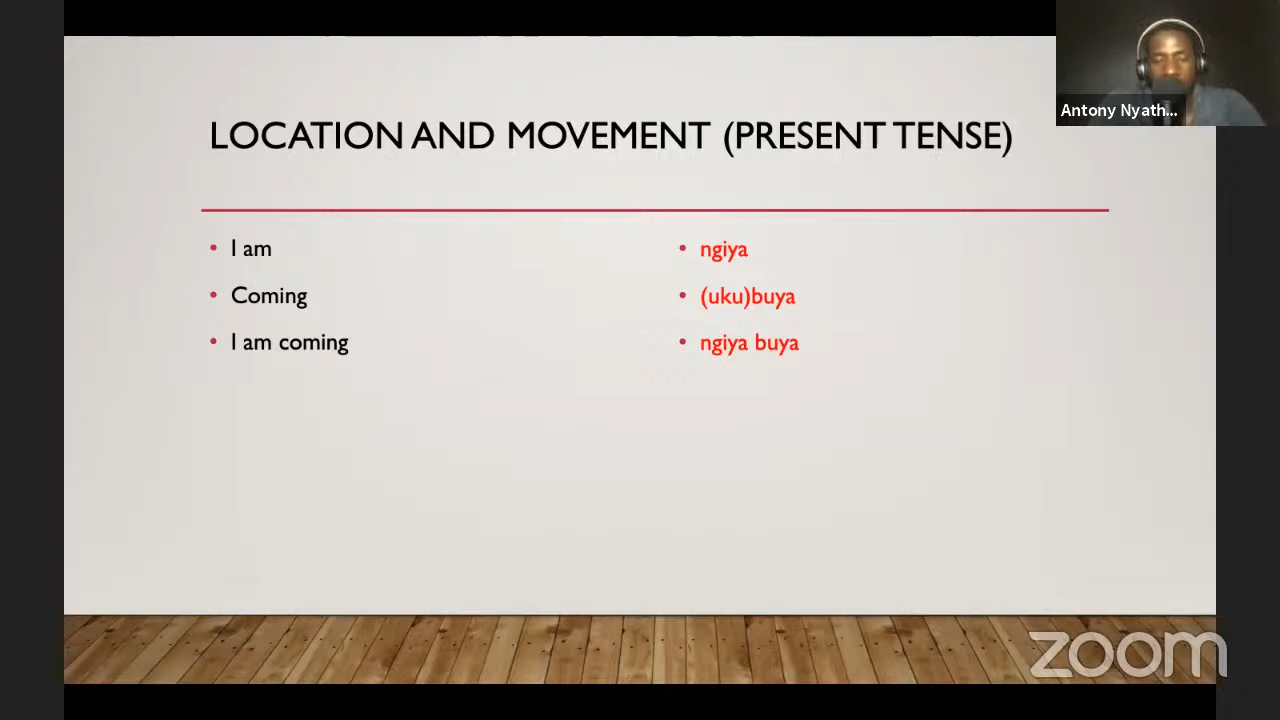 Antony Nyath...
LOCATION AND MOVEMENT (PRESENT TENSE)
• I am
• Coming
• I am coming
• ngiya
• (uku)buya
• ngiya buya
zoom